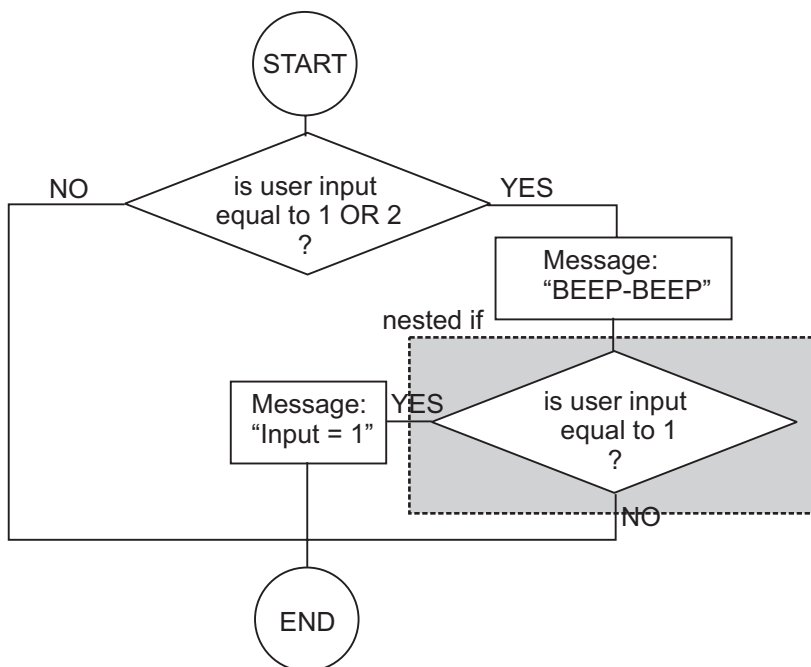 START
is user input
equal to 1 OR 2
?
NO
YES
Message:
“BEEP-BEEP”
nested if
is user input
equal to 1
?
YES
Message:
“Input = 1”
NO
END